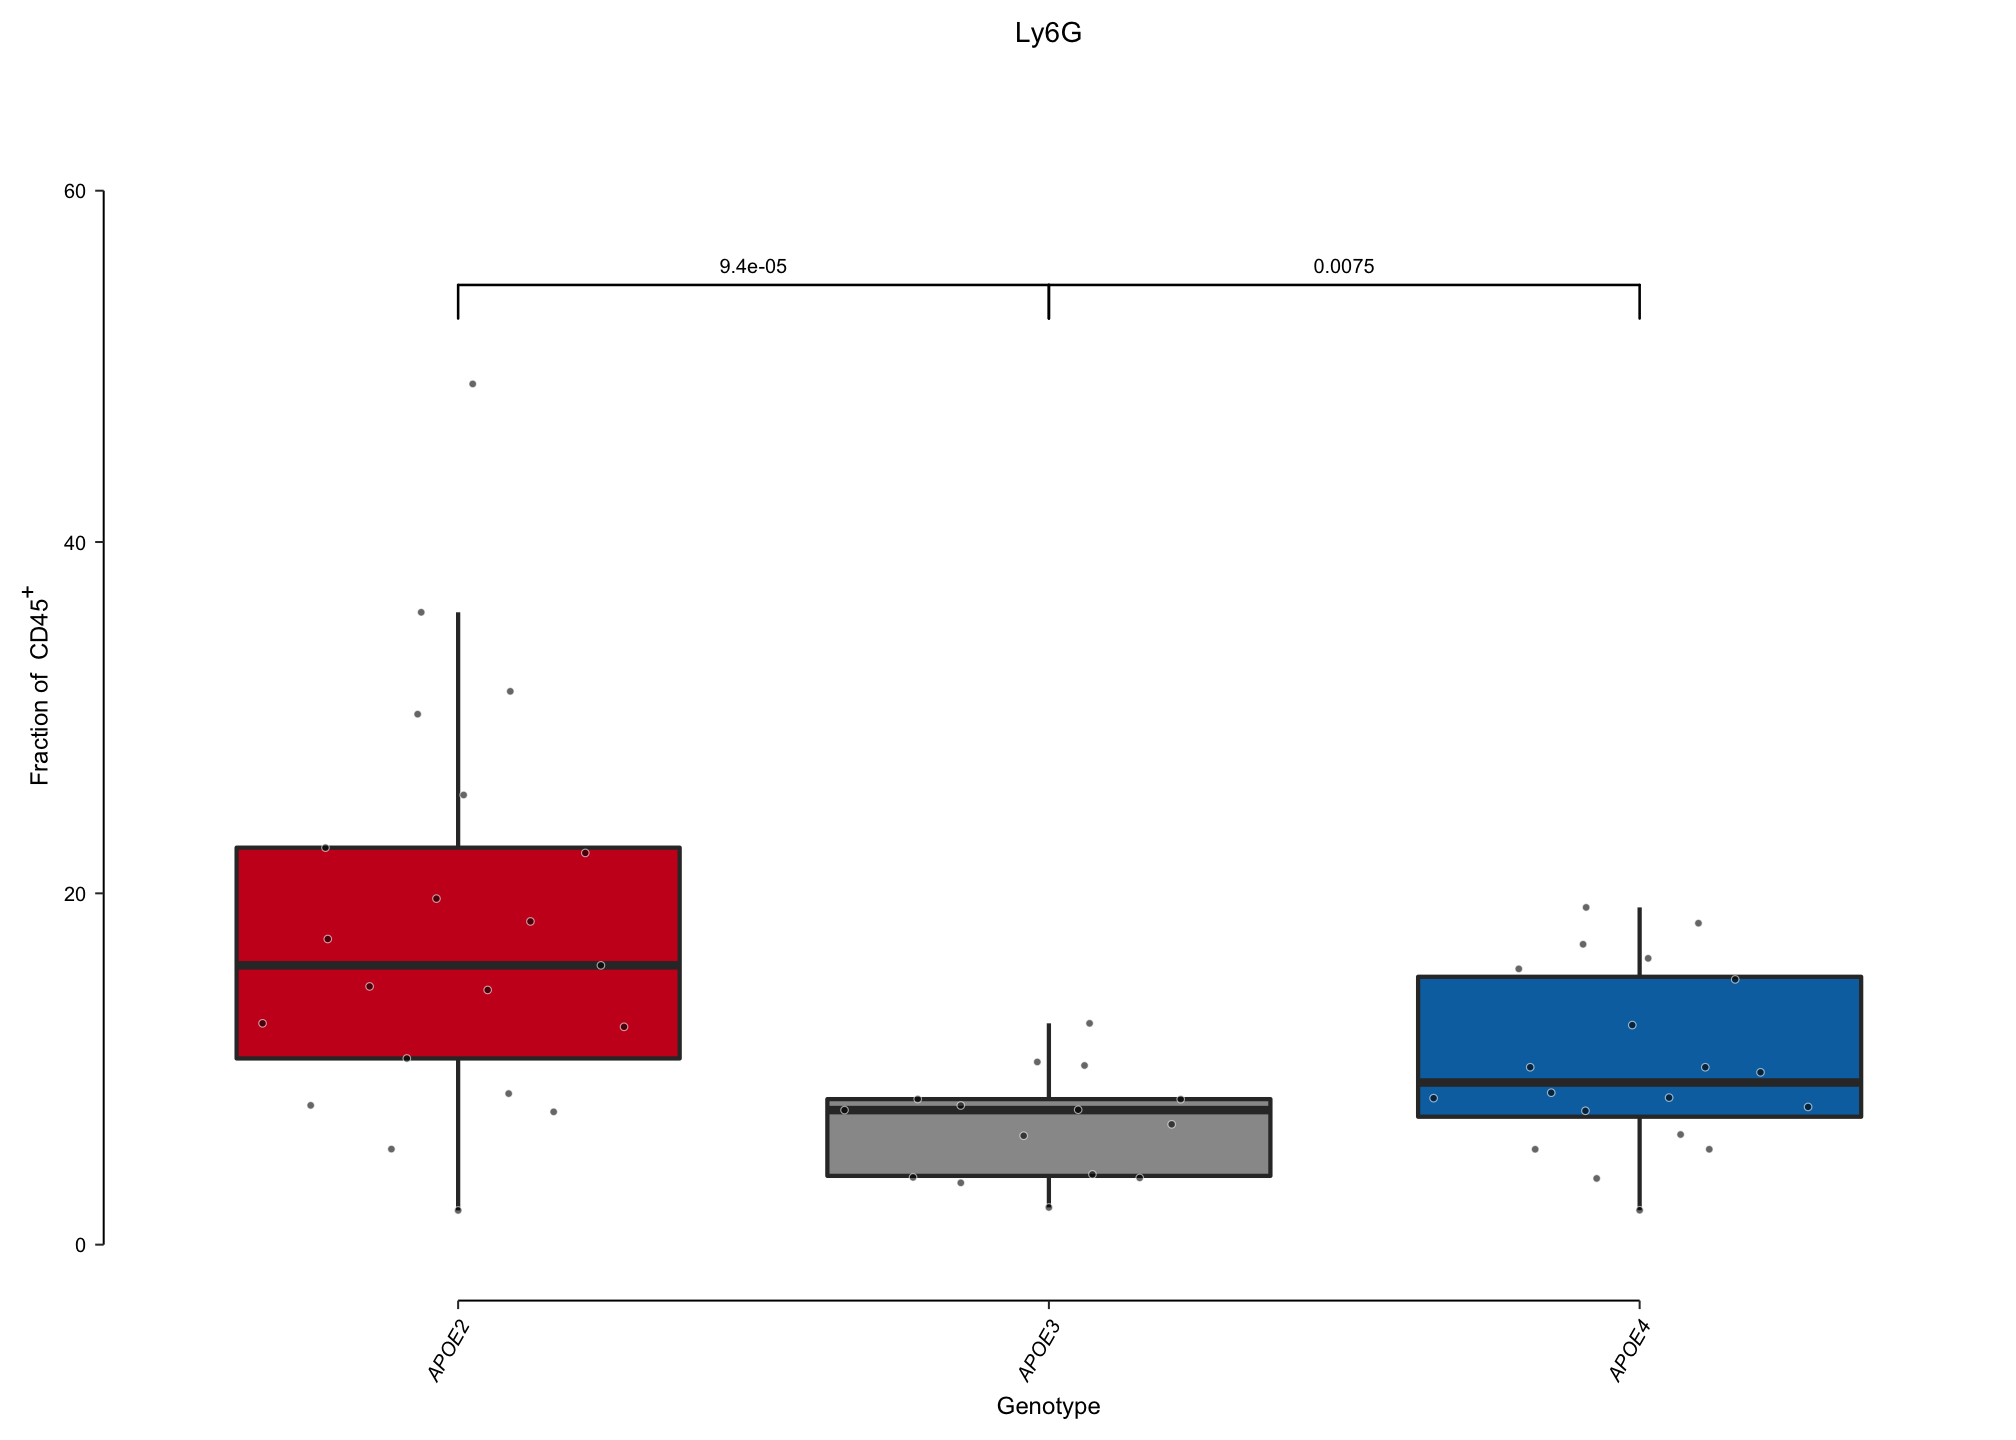 Ly6G
60
9.4e-05
0.0075
40
Fraction of CD45+
20
0
APOE2
APOE3
APOE4
Genotype